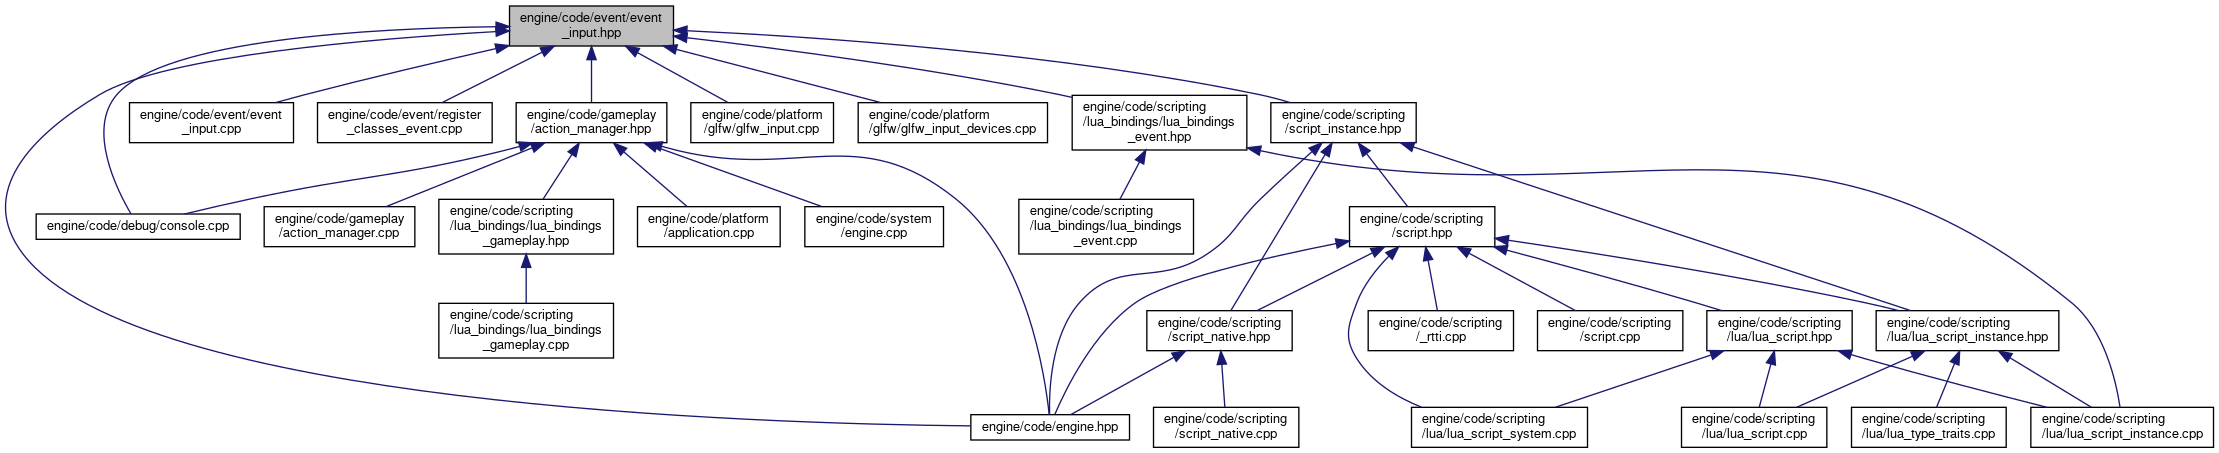 engine/code/event/event
_input.hpp
engine/code/event/event
_input.cpp
engine/code/event/register
_classes_event.cpp
engine/code/gameplay
/action_manager.hpp
engine/code/platform
/glfw/glfw_input.cpp
engine/code/platform
/glfw/glfw_input_devices.cpp
engine/code/scripting
/lua_bindings/lua_bindings
_event.hpp
engine/code/scripting
/script_instance.hpp
engine/code/debug/console.cpp
engine/code/gameplay
/action_manager.cpp
engine/code/scripting
/lua_bindings/lua_bindings
_gameplay.hpp
engine/code/platform
/application.cpp
engine/code/system
/engine.cpp
engine/code/scripting
/lua_bindings/lua_bindings
_event.cpp
engine/code/scripting
/script.hpp
engine/code/scripting
/lua_bindings/lua_bindings
_gameplay.cpp
engine/code/scripting
/script_native.hpp
engine/code/scripting
/_rtti.cpp
engine/code/scripting
/script.cpp
engine/code/scripting
/lua/lua_script.hpp
engine/code/scripting
/lua/lua_script_instance.hpp
engine/code/engine.hpp
engine/code/scripting
/script_native.cpp
engine/code/scripting
/lua/lua_script_system.cpp
engine/code/scripting
/lua/lua_script.cpp
engine/code/scripting
/lua/lua_type_traits.cpp
engine/code/scripting
/lua/lua_script_instance.cpp